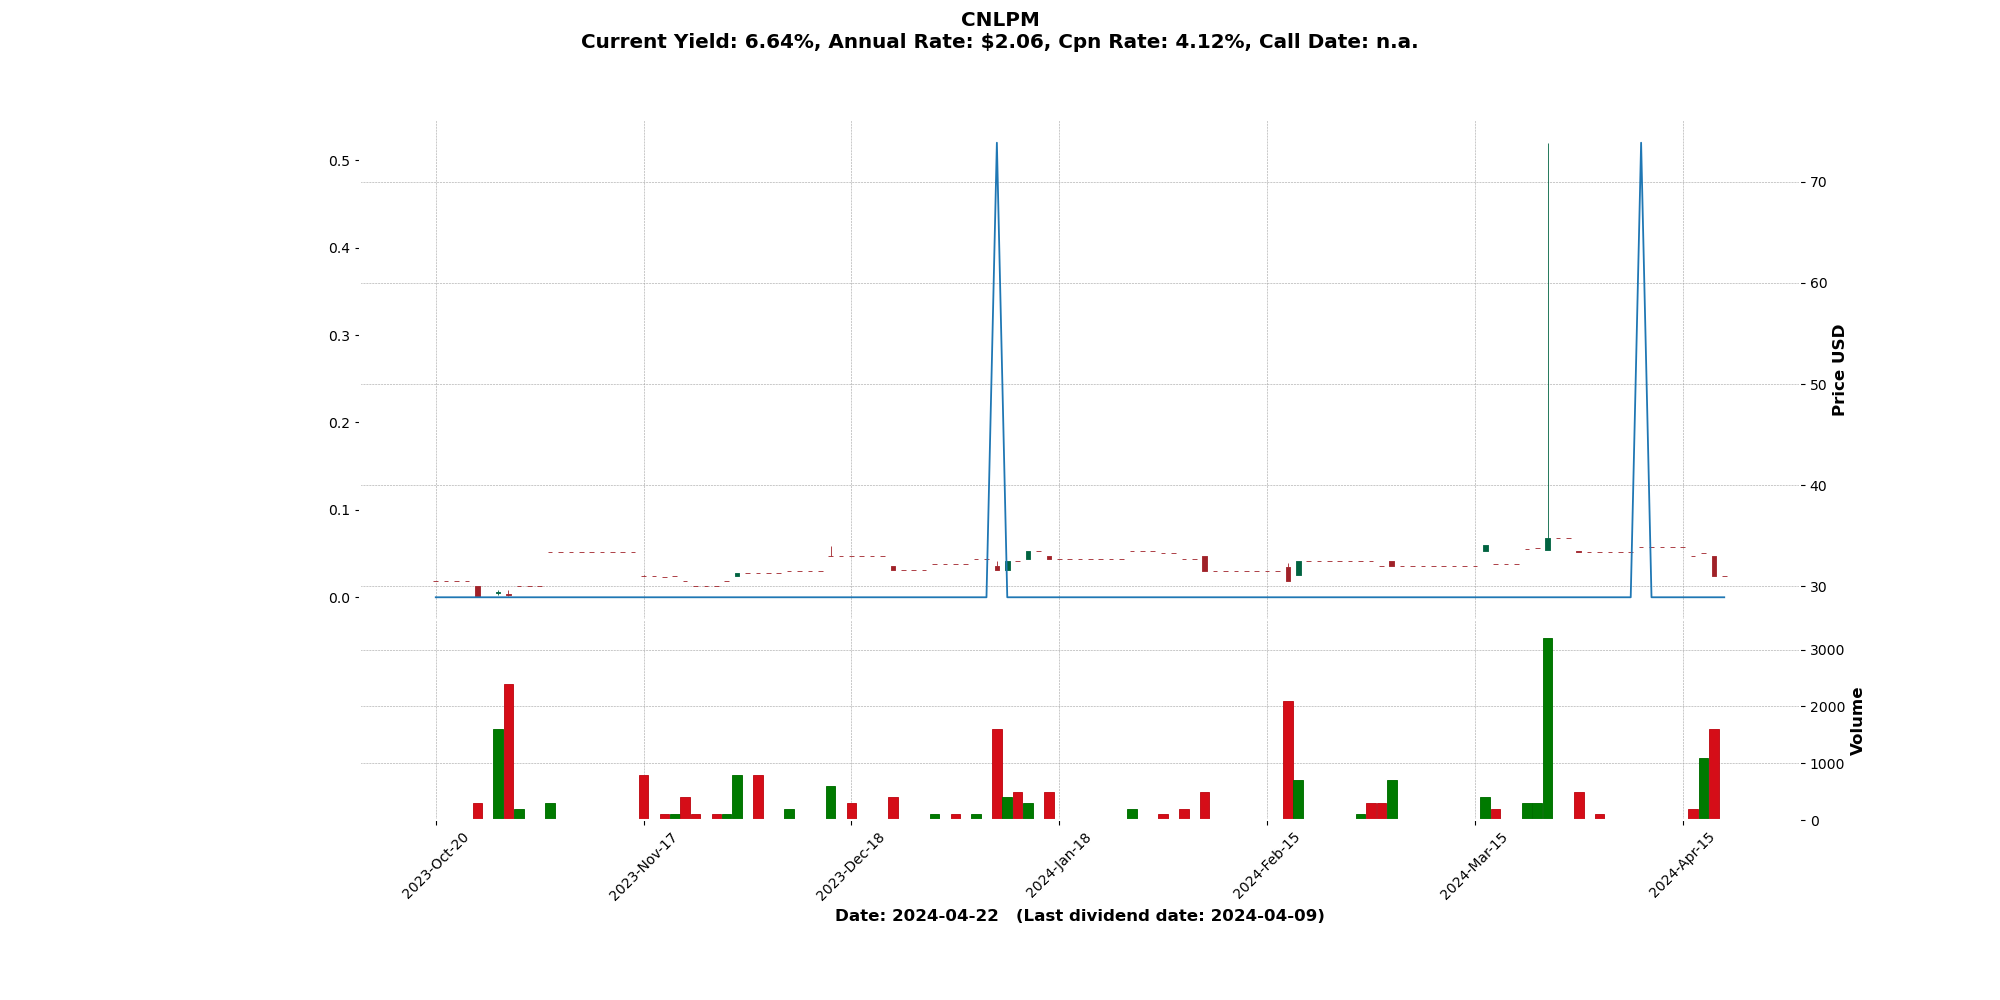 CNLPM
Current Yield: 6.64%, Annual Rate: $2.06, Cpn Rate: 4.12%, Call Date: n.a.
0.5
0.4
0.3
0.2
0.1
0.0
70
60
50
40
30
Price USD
3000
2000
1000
0
Volume
2023-Oct-20
2023-Nov-17
2023-Dec-18
2024-Jan-18
2024-Feb-15
2024-Mar-15
2024-Apr-15
Date: 2024-04-22 (Last dividend date: 2024-04-09)